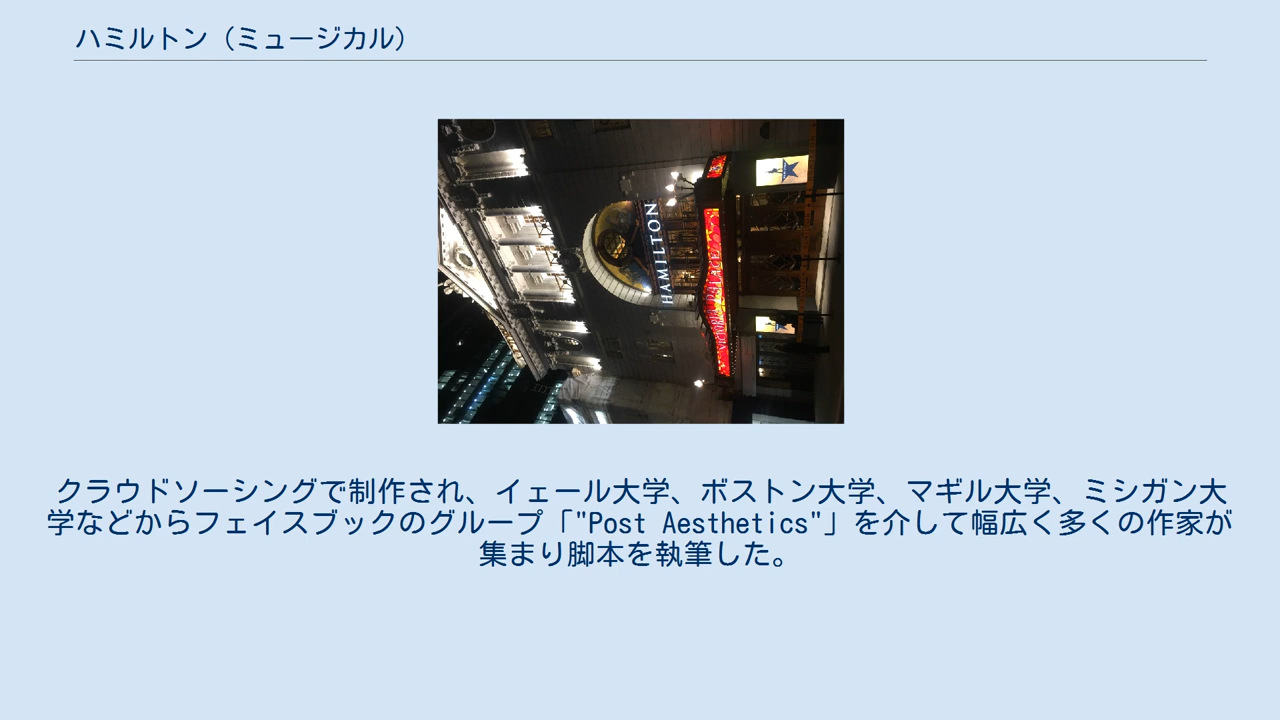 ハミルトン（ミュージカル）
HAMILTON
VICTORIA PALACE
クラウドソーシングで制作され、イェール大学、ボストン大学、マギル大学、ミシガン大
学などからフェイスブックのグループ「"Post Aesthetics"」を介して幅広く多くの作家が
集まり脚本を執筆した。